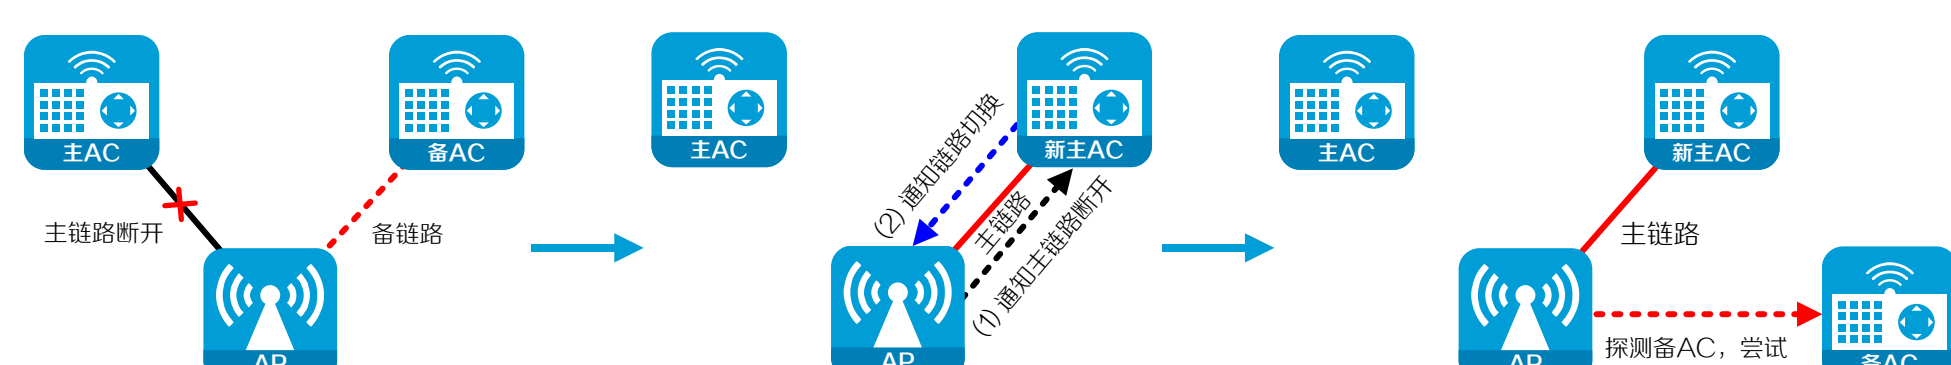 主AC
备AC
主链路断开
备链路
AP
主AC
新主AC
(2) 通知链路切换
主链路
(1) 通知主链路断开
AP
主AC
新主AC
主链路
AP
探测备AC，尝试
备AC